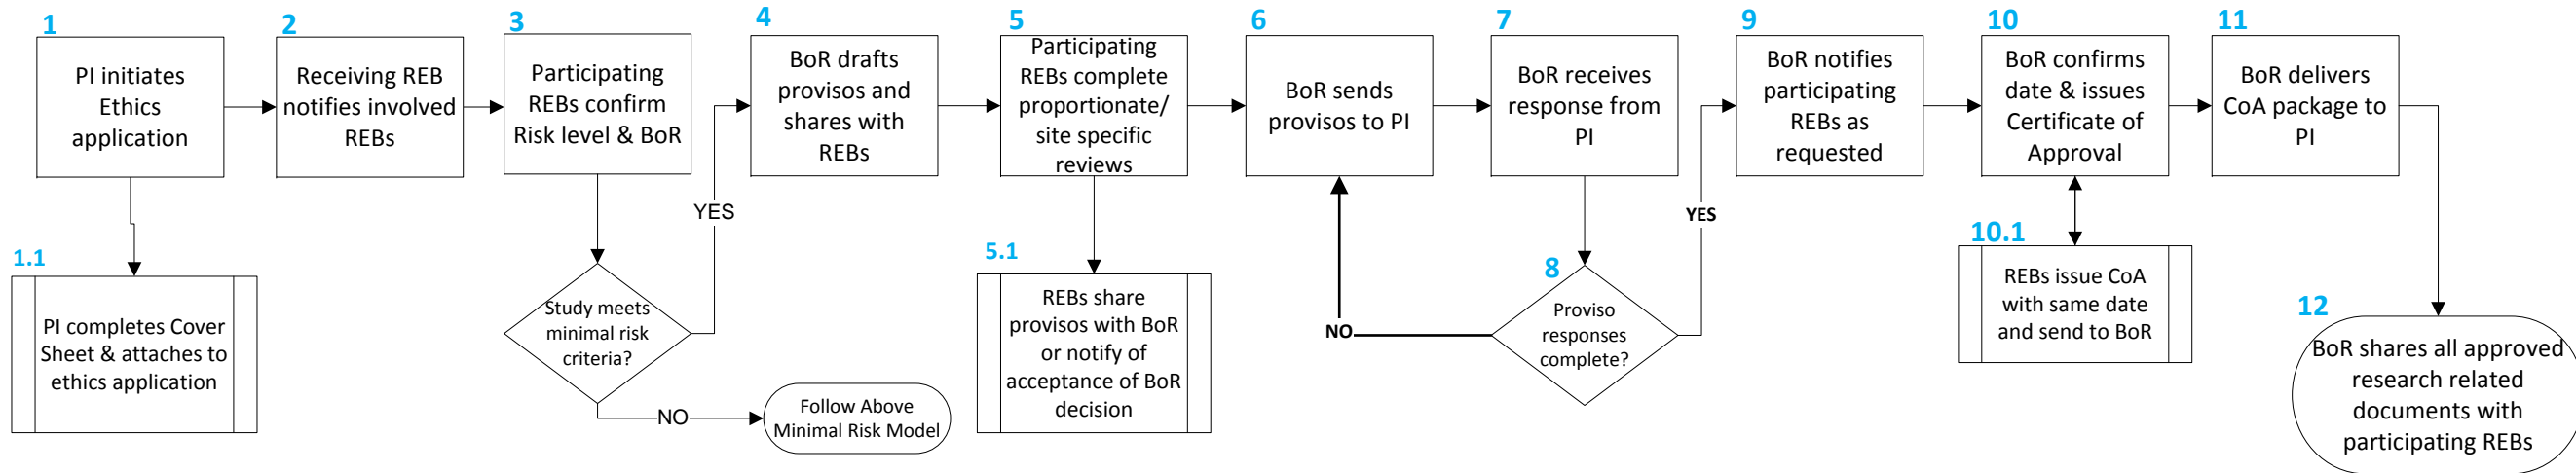 1
PI initiates
Ethics
application
1.1
PI completes Cover
Sheet & attaches to
ethics application
2
Receiving REB
notifies involved
REBs
3
Participating
REBs confirm
Risk level & BoR
Study meets
minimal risk
criteria?
YES
NO
Follow Above
Minimal Risk Model
4
BoR drafts
provisos and
shares with
REBs
5
Participating
REBs complete
proportionate/
site specific
reviews
5.1
REBs share
provisos with BoR
or notify of
acceptance of BoR
decision
6
BoR sends
provisos to PI
7
BoR receives
response from
PI
8
Proviso
responses
complete?
NO
YES
9
BoR notifies
participating
REBs as
requested
10
BoR confirms
date & issues
Certificate of
Approval
10.1
REBs issue CoA
with same date
and send to BoR
11
BoR delivers
CoA package to
PI
12
BoR shares all approved
research related
documents with
participating REBs